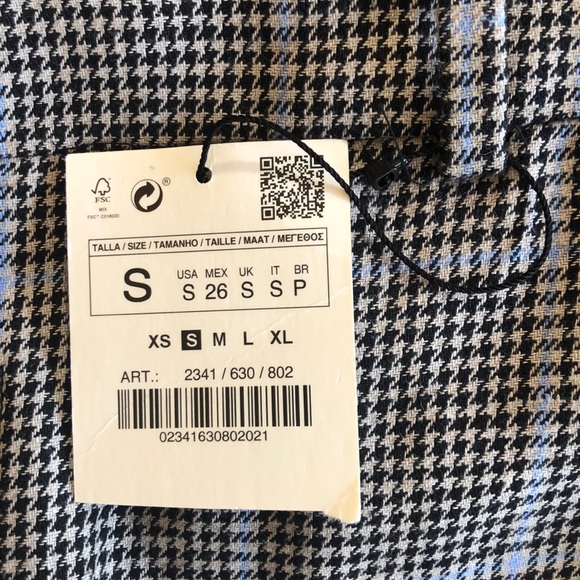 FSC
MIX
FSC™ C018020
®
TALLA / SIZE / TAMANHO / TAILLE / MAAT / ΜΕΓΕΘΟΣ
S
USA MEX UK IT BR
S 26 S S P
XS S M L XL
ART.: 2341 / 630 / 802
02341630802021